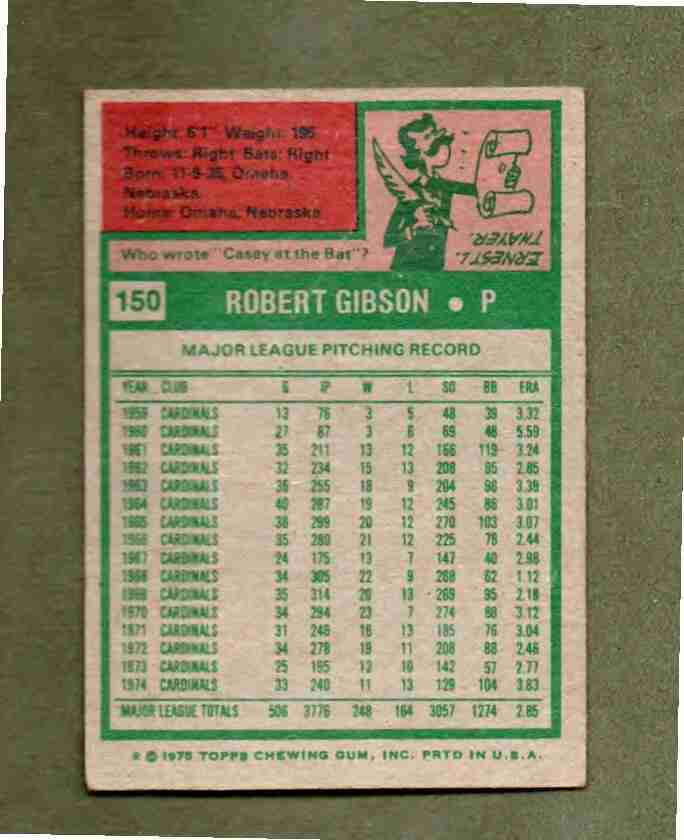 Height: 6'1" Weight: 195
Throws: Right Bats: Right
Born: 11-9-35, Omaha,
Nebraska
Home: Omaha, Nebraska
ERNEST L.
THAYER.
Who wrote "Casey at the Bat"?
150 ROBERT GIBSON • P
MAJOR LEAGUE PITCHING RECORD
YEAR CLUB G IP W L SO BB ERA
1959 CARDINALS 13 76 3 5 48 39 3.32
1960 CARDINALS 27 87 3 6 69 48 5.59
1961 CARDINALS 35 211 13 12 166 119 3.24
1962 CARDINALS 32 234 15 13 208 95 2.85
1963 CARDINALS 36 255 18 9 204 96 3.39
1964 CARDINALS 40 287 19 12 245 86 3.01
1965 CARDINALS 38 299 20 12 270 103 3.07
1966 CARDINALS 35 280 21 12 225 78 2.44
1967 CARDINALS 24 175 13 7 147 40 2.98
1968 CARDINALS 34 305 22 9 268 62 1.12
1969 CARDINALS 35 314 20 13 269 95 2.18
1970 CARDINALS 34 294 23 7 274 88 3.12
1971 CARDINALS 31 246 16 13 185 76 3.04
1972 CARDINALS 34 278 19 11 208 88 2.46
1973 CARDINALS 25 195 12 10 142 57 2.77
1974 CARDINALS 33 240 11 13 129 104 3.83
MAJOR LEAGUE TOTALS 506 3776 248 164 3057 1274 2.85
© 1975 TOPPS CHEWING GUM, INC. PRTD IN U.S.A.